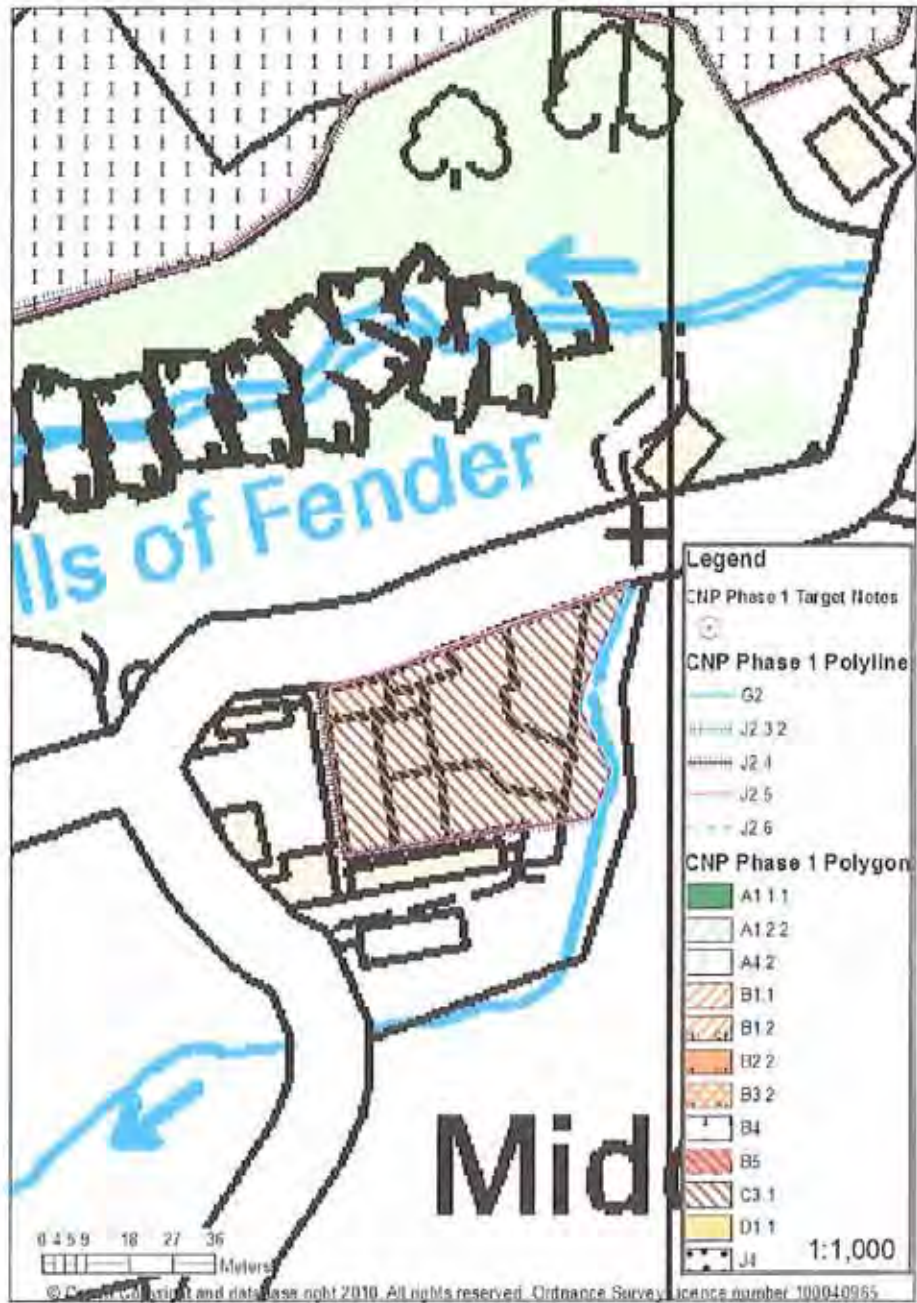 lls of Fender
Legend
CNP Phase 1 Target Notes
CNP Phase 1 Polyline
G2
J2.3.2
J2.4
J2.5
J2.6
CNP Phase 1 Polygon
A1.1.1
A1.2.2
A4.2
B1.1
B1.2
B2.2
B3.2
B4
B5
C3.1
D1.1
J4
1:1,000
Mid
0 4.5 9 18 27 36
Meters
© Crown Copyright and database right 2010. All rights reserved. Ordnance Survey Licence number 100040965